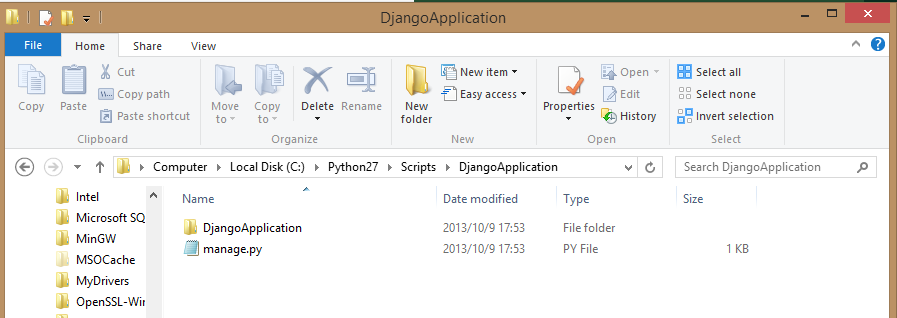 DjangoApplication
File Home Share View
Copy Paste Cut Copy path Paste shortcut
Clipboard
Move to Copy to Delete Rename
Organize
New folder New item Easy access
New
Properties Open Edit History
Open
Select all Select none Invert selection
Select
Computer Local Disk (C:) Python27 Scripts DjangoApplication Search DjangoApplication
Name Date modified Type Size
Intel
Microsoft SQ
MinGW
MSOCache
MyDrivers
OpenSSL-Wir
DjangoApplication 2013/10/9 17:53 File folder
manage.py 2013/10/9 17:53 PY File 1 KB